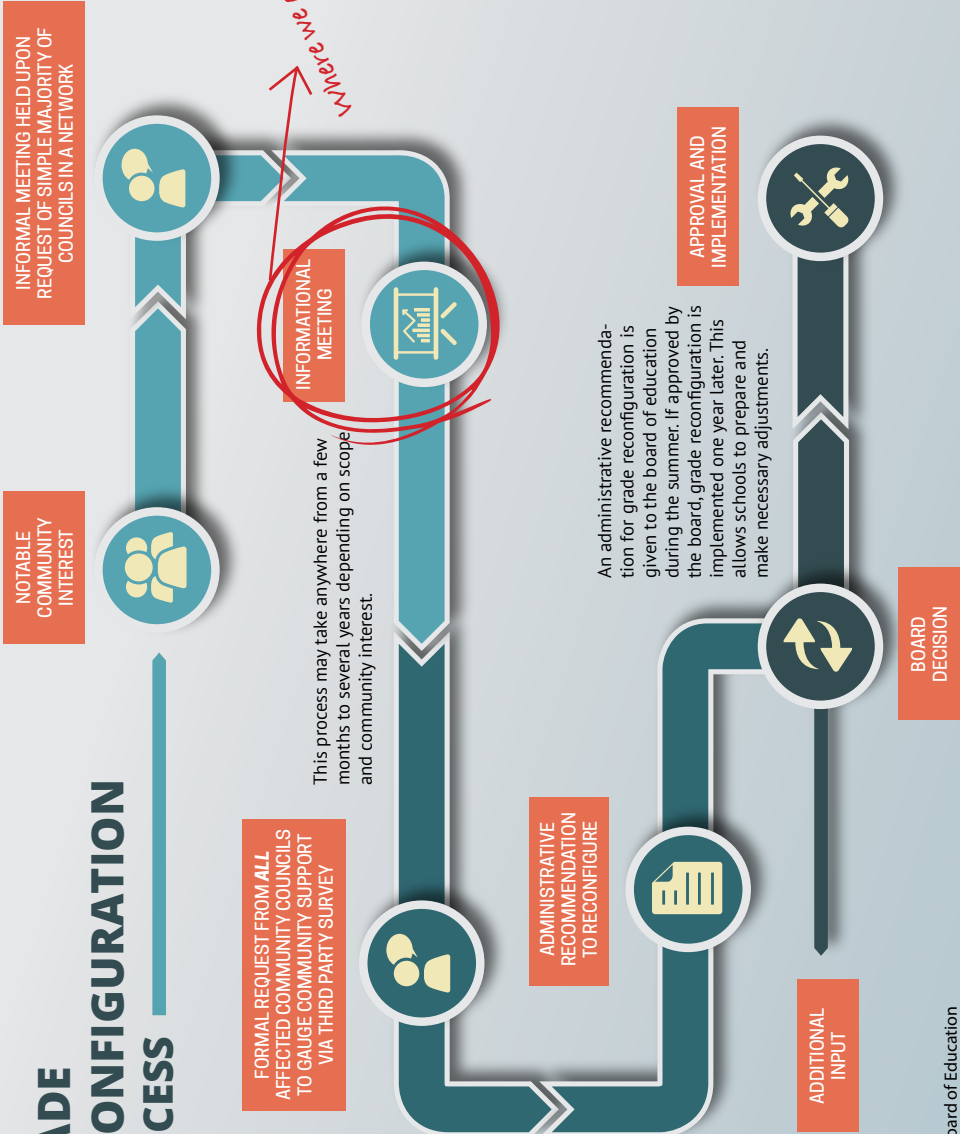 ADE
ONFIGURATION
CESS
NOTABLE
COMMUNITY
INTEREST
INFORMAL MEETING HELD UPON
REQUEST OF SIMPLE MAJORITY OF
COUNCILS IN A NETWORK
Where we
INFORMATIONAL
MEETING
This process may take anywhere from a few
months to several years depending on scope
and community interest.
FORMAL REQUEST FROM ALL
AFFECTED COMMUNITY COUNCILS
TO GAUGE COMMUNITY SUPPORT
VIA THIRD PARTY SURVEY
ADMINISTRATIVE
RECOMMENDATION
TO RECONFIGURE
An administrative recommenda-
tion for grade reconfiguration is
given to the board of education
during the summer. If approved by
the board, grade reconfiguration is
implemented one year later. This
allows schools to prepare and
make necessary adjustments.
APPROVAL AND
IMPLEMENTATION
ADDITIONAL
INPUT
BOARD
DECISION
oard of Education